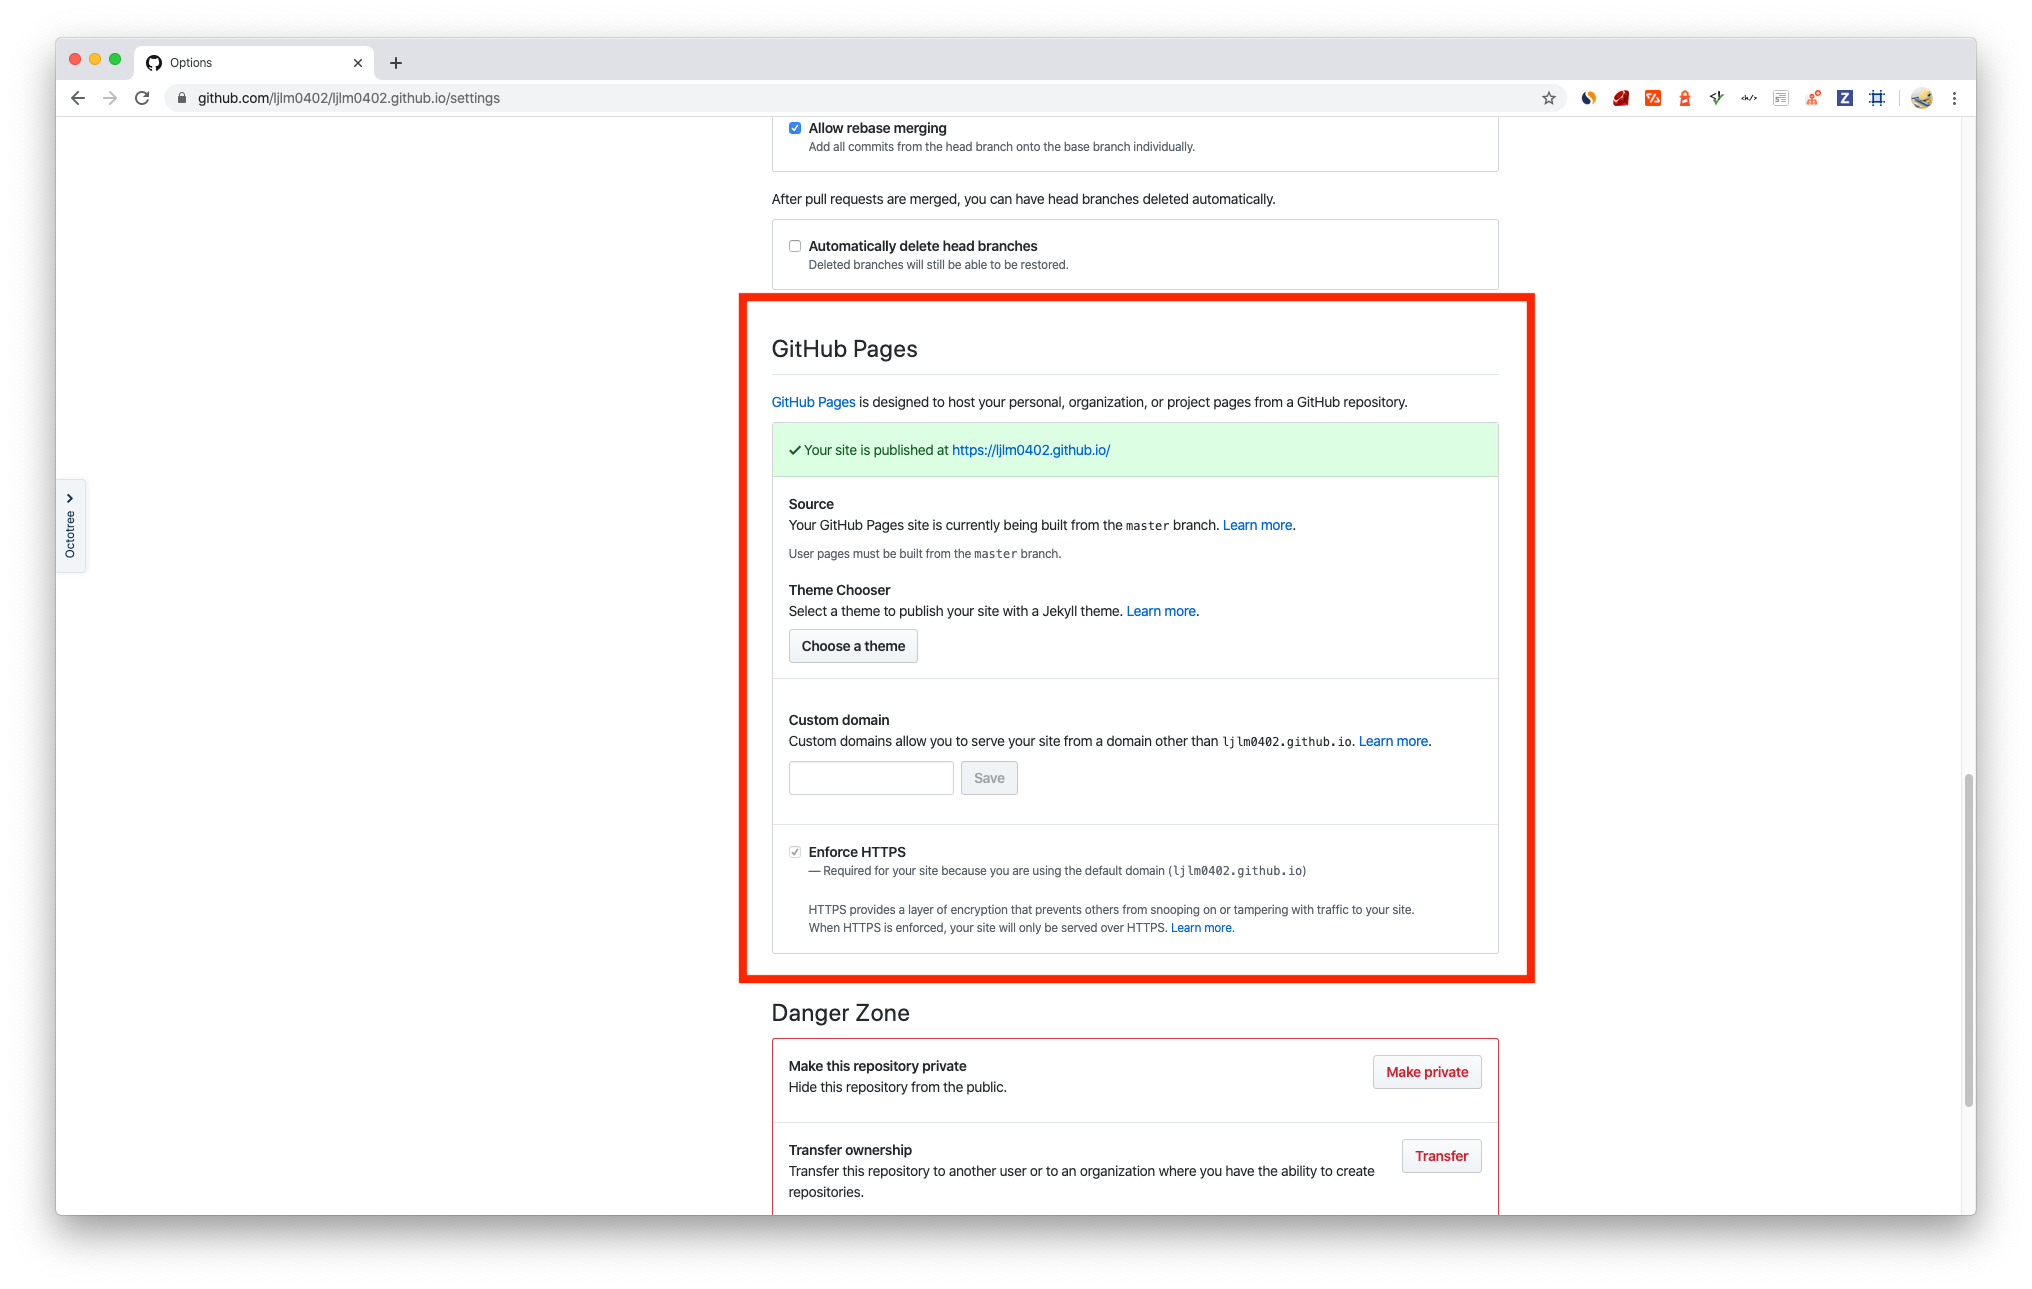 Options
github.com/ljlm0402/ljlm0402.github.io/settings
Allow rebase merging
Add all commits from the head branch onto the base branch individually.
After pull requests are merged, you can have head branches deleted automatically.
Automatically delete head branches
Deleted branches will still be able to be restored.
GitHub Pages
GitHub Pages is designed to host your personal, organization, or project pages from a GitHub repository.
Your site is published at https://ljlm0402.github.io/
Octotree
Source
Your GitHub Pages site is currently being built from the master branch. Learn more.
User pages must be built from the master branch.
Theme Chooser
Select a theme to publish your site with a Jekyll theme. Learn more.
Choose a theme
Custom domain
Custom domains allow you to serve your site from a domain other than ljlm0402.github.io. Learn more.
Save
Enforce HTTPS
— Required for your site because you are using the default domain (ljlm0402.github.io)
HTTPS provides a layer of encryption that prevents others from snooping on or tampering with traffic to your site.
When HTTPS is enforced, your site will only be served over HTTPS. Learn more.
Danger Zone
Make this repository private
Hide this repository from the public.
Make private
Transfer ownership
Transfer this repository to another user or to an organization where you have the ability to create
repositories.
Transfer